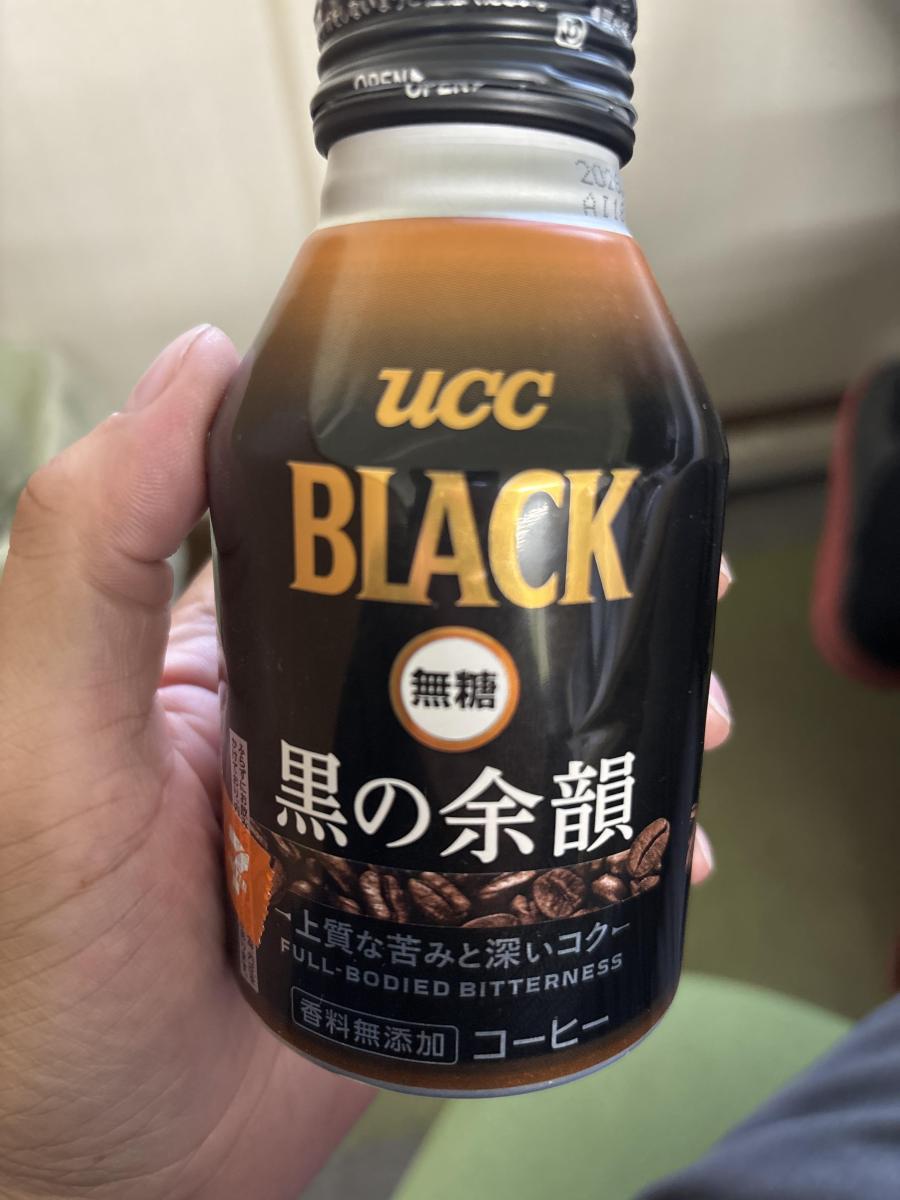 OPEN
OPEN
ucc
BLACK
無糖
黒の余韻
上質な苦みと深いコク
FULL-BODIED BITTERNESS
香料無添加 コーヒー